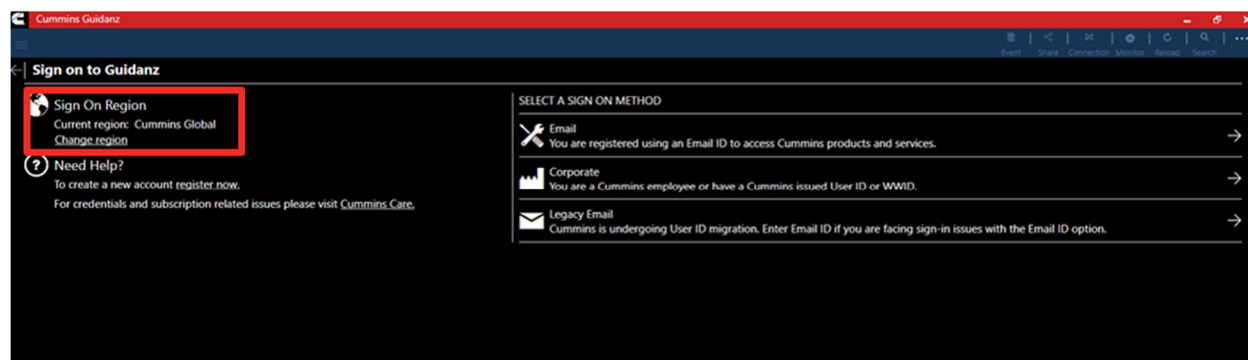 Cummins Guidanz
Event Share Connection Monitor Reload Search
Sign on to Guidanz
Sign On Region
Current region: Cummins Global
Change region
Need Help?
To create a new account register now.
For credentials and subscription related issues please visit Cummins Care.
SELECT A SIGN ON METHOD
Email
You are registered using an Email ID to access Cummins products and services.
Corporate
You are a Cummins employee or have a Cummins issued User ID or WWID.
Legacy Email
Cummins is undergoing User ID migration. Enter Email ID if you are facing sign-in issues with the Email ID option.